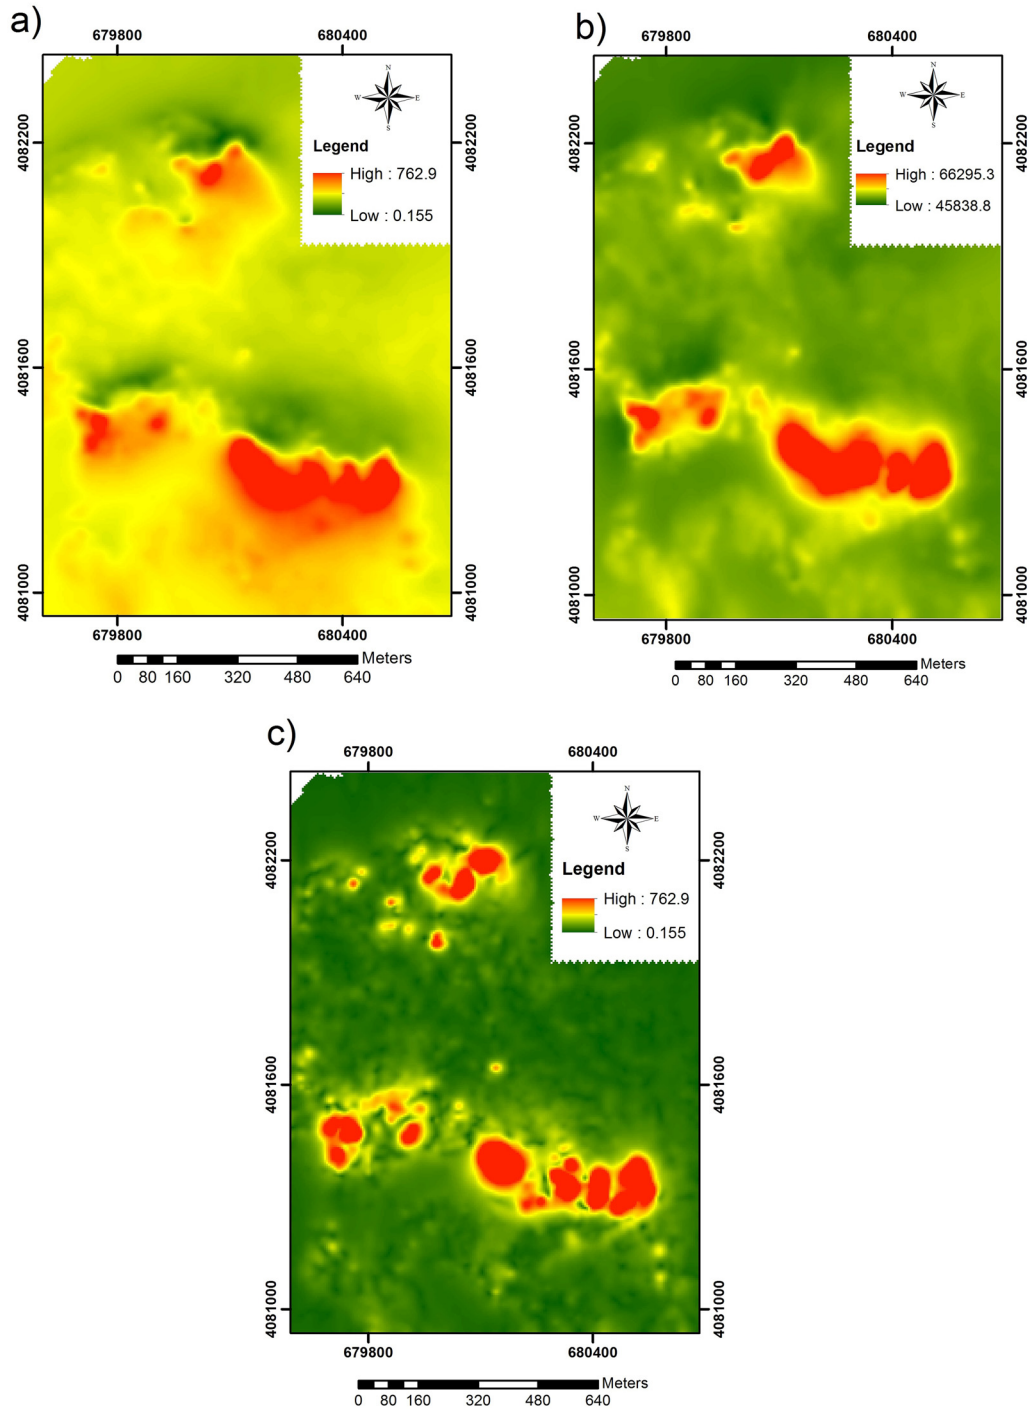 a)
679800
680400
N
W
E
S
Legend
High : 762.9
Low : 0.155
4082200
4082200
4081600
4081600
4081000
4081000
679800
680400
Meters
0 80 160 320 480 640
b)
679800
680400
N
W
E
S
Legend
High : 66295.3
Low : 45838.8
4082200
4082200
4081600
4081600
4081000
4081000
679800
680400
Meters
0 80 160 320 480 640
c)
679800
680400
N
W
E
S
Legend
High : 762.9
Low : 0.155
4082200
4082200
4081600
4081600
4081000
4081000
679800
680400
Meters
0 80 160 320 480 640